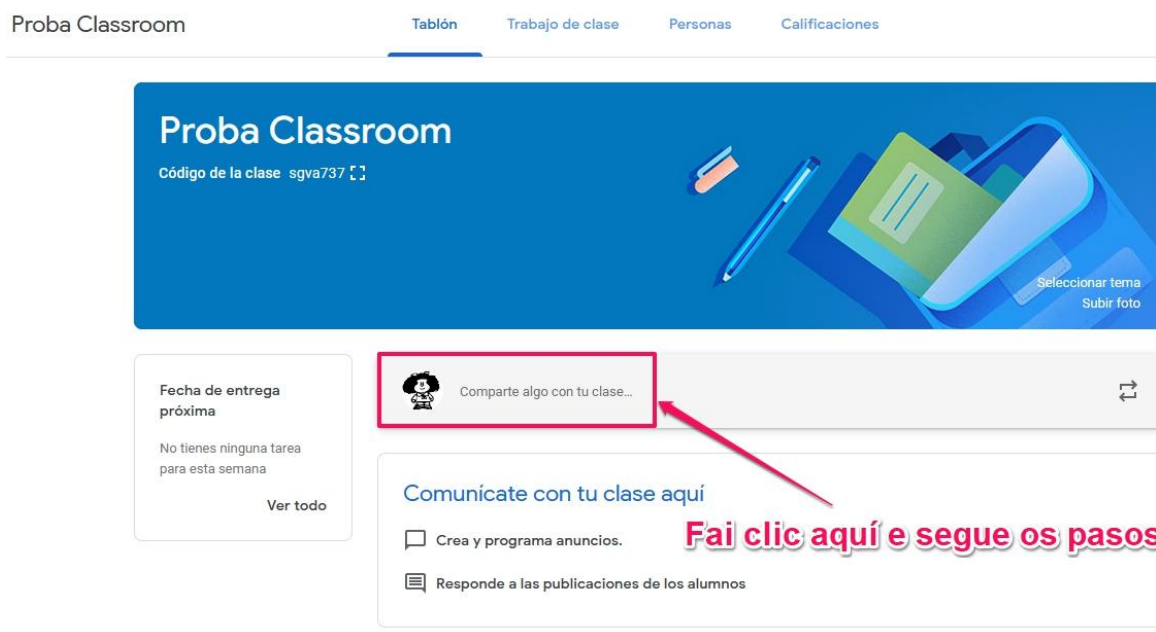 Proba Classroom
Tablón
Trabajo de clase
Personas
Calificaciones
Proba Classroom
Código de la clase sgva737
Seleccionar tema
Subir foto
Fecha de entrega
próxima
No tienes ninguna tarea
para esta semana
Ver todo
Comparte algo con tu clase...
Comunícate con tu clase aquí
Crea y programa anuncios.
Responde a las publicaciones de los alumnos
Fai clic aquí e segue os pasos